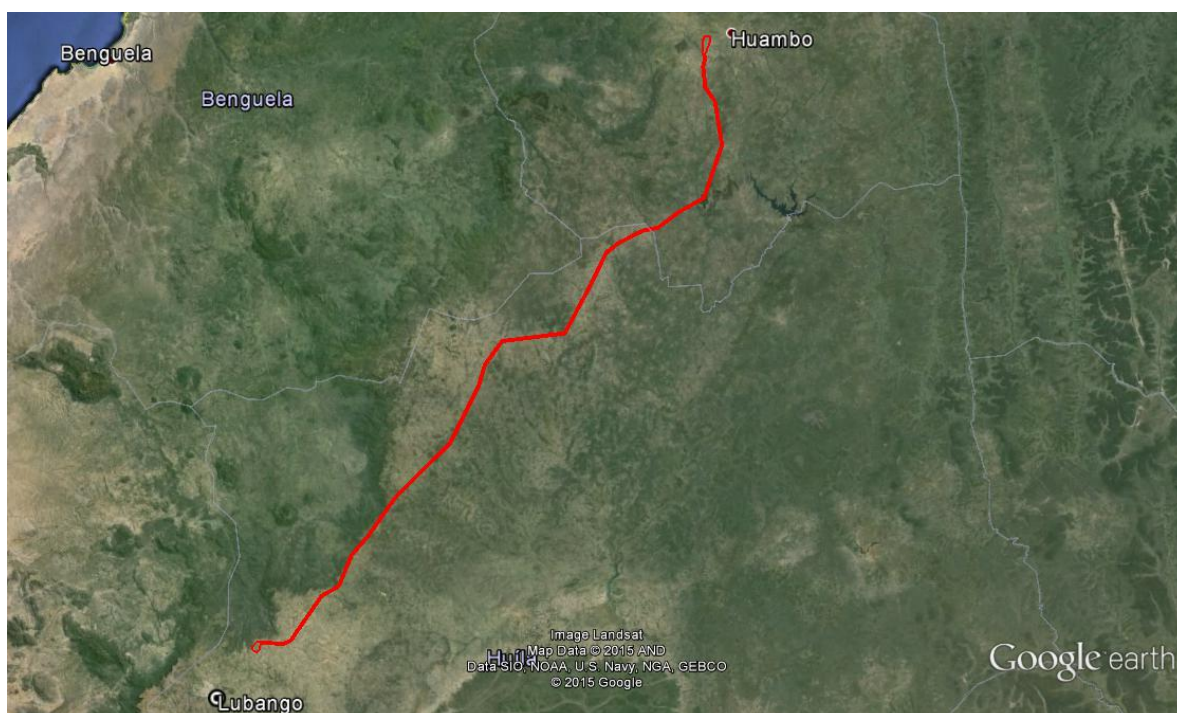 Huambo
Benguela
Benguela
Image Landsat
Map Data © 2015 AND
Huíla
Data SIO, NOAA, U.S. Navy, NGA, GEBCO
© 2015 Google
Google earth
Lubango